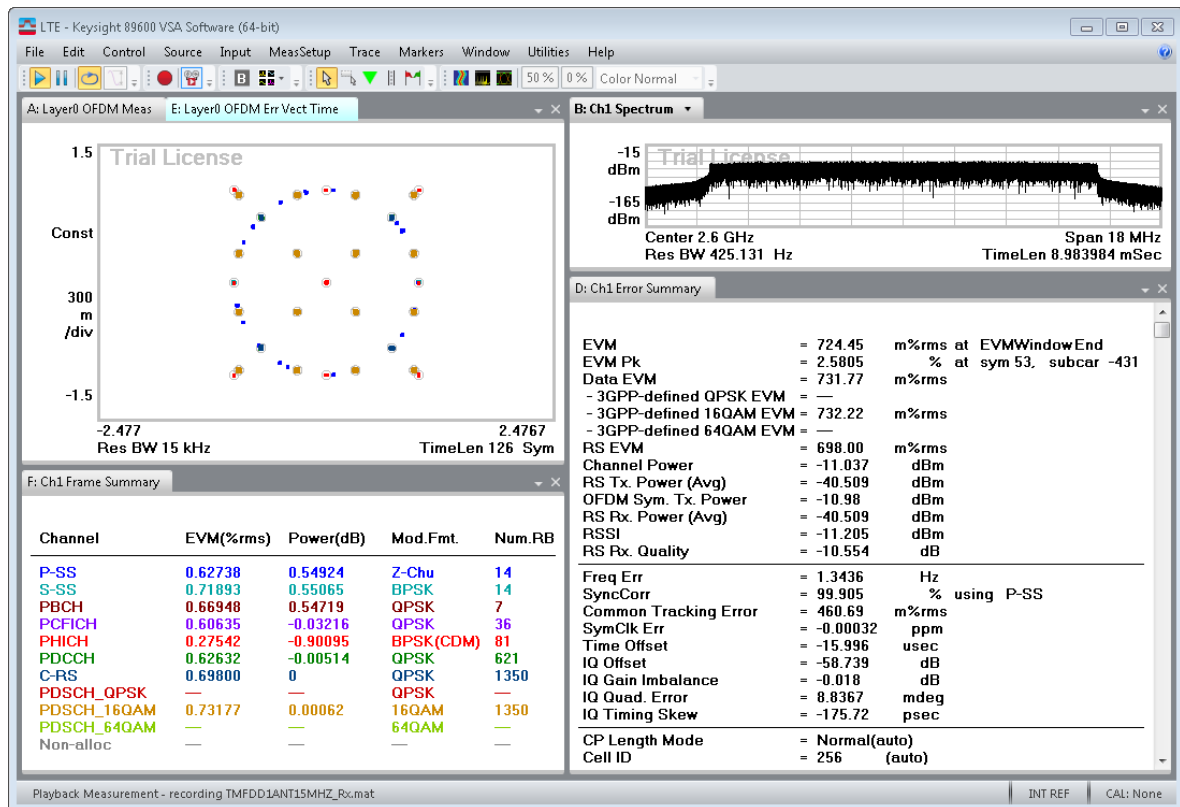 LTE - Keysight 89600 VSA Software (64-bit)
File Edit Control Source Input MeasSetup Trace Markers Window Utilities Help
B 50 % 0 % Color Normal
A: Layer0 OFDM Meas E: Layer0 OFDM Err Vect Time
1.5
Trial License
Const
300
m
/div
-1.5
-2.477 2.4767
Res BW 15 kHz TimeLen 126 Sym
B: Ch1 Spectrum
-15
dBm
Trial License
-165
dBm
Center 2.6 GHz Span 18 MHz
Res BW 425.131 Hz TimeLen 8.983984 mSec
F: Ch1 Frame Summary
Channel EVM(%rms) Power(dB) Mod.Fmt. Num.RB
P-SS 0.62738 0.54924 Z-Chu 14
S-SS 0.71893 0.55065 BPSK 14
PBCH 0.66948 0.54719 QPSK 7
PCFICH 0.60635 -0.03216 QPSK 36
PHICH 0.27542 -0.90095 BPSK(CDM) 81
PDCCH 0.62632 -0.00514 QPSK 621
C-RS 0.69800 0 QPSK 1350
PDSCH_QPSK — — QPSK —
PDSCH_16QAM 0.73177 0.00062 16QAM 1350
PDSCH_64QAM — — 64QAM —
Non-alloc — — — —
D: Ch1 Error Summary
EVM = 724.45 m%rms at EVMWindowEnd
EVM Pk = 2.5805 % at sym 53, subcar -431
Data EVM = 731.77 m%rms
- 3GPP-defined QPSK EVM = —
- 3GPP-defined 16QAM EVM = 732.22 m%rms
- 3GPP-defined 64QAM EVM = —
RS EVM = 698.00 m%rms
Channel Power = -11.037 dBm
RS Tx. Power (Avg) = -40.509 dBm
OFDM Sym. Tx. Power = -10.98 dBm
RS Rx. Power (Avg) = -40.509 dBm
RSSI = -11.205 dBm
RS Rx. Quality = -10.554 dB
Freq Err = 1.3436 Hz
SyncCorr = 99.905 % using P-SS
Common Tracking Error = 460.69 m%rms
SymClk Err = -0.00032 ppm
Time Offset = -15.996 usec
IQ Offset = -58.739 dB
IQ Gain Imbalance = -0.018 dB
IQ Quad. Error = 8.8367 mdeg
IQ Timing Skew = -175.72 psec
CP Length Mode = Normal(auto)
Cell ID = 256 (auto)
Playback Measurement - recording TMFDD1ANT15MHZ_Rx.mat INT REF CAL: None